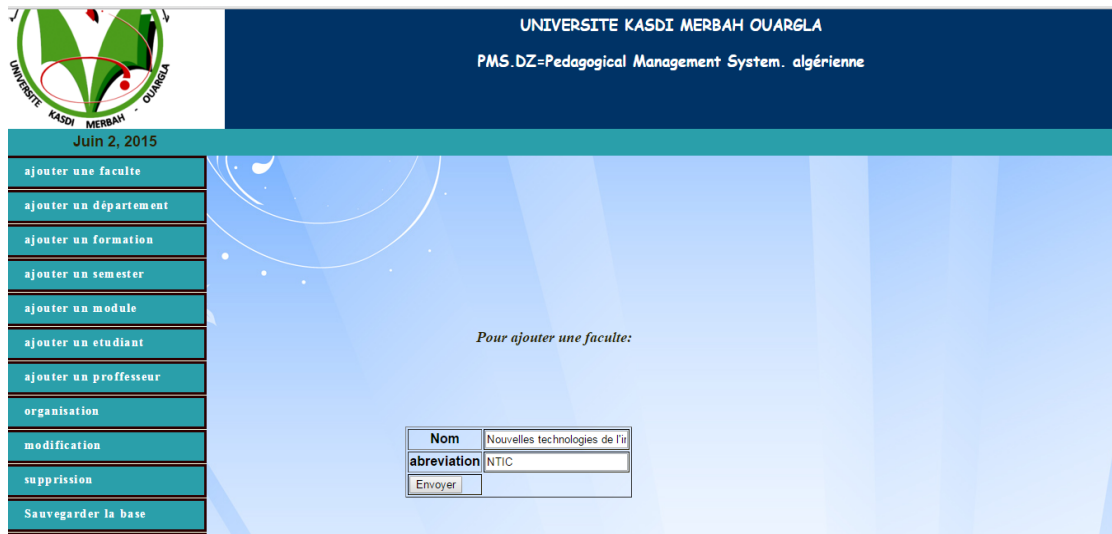 UNIVERSITE KASDI MERBAH OUARGLA
PMS.DZ=Pedagogical Management System. algérienne
UNIVERSITE KASDI MERBAH - OUARGLA
Juin 2, 2015
ajouter une faculte
ajouter un département
ajouter un formation
ajouter un semester
ajouter un module
ajouter un etudiant
ajouter un proffesseur
organisation
modification
supprission
Sauvegarder la base
Pour ajouter une faculte:
Nom Nouvelles technologies de l'ir
abreviation NTIC
Envoyer